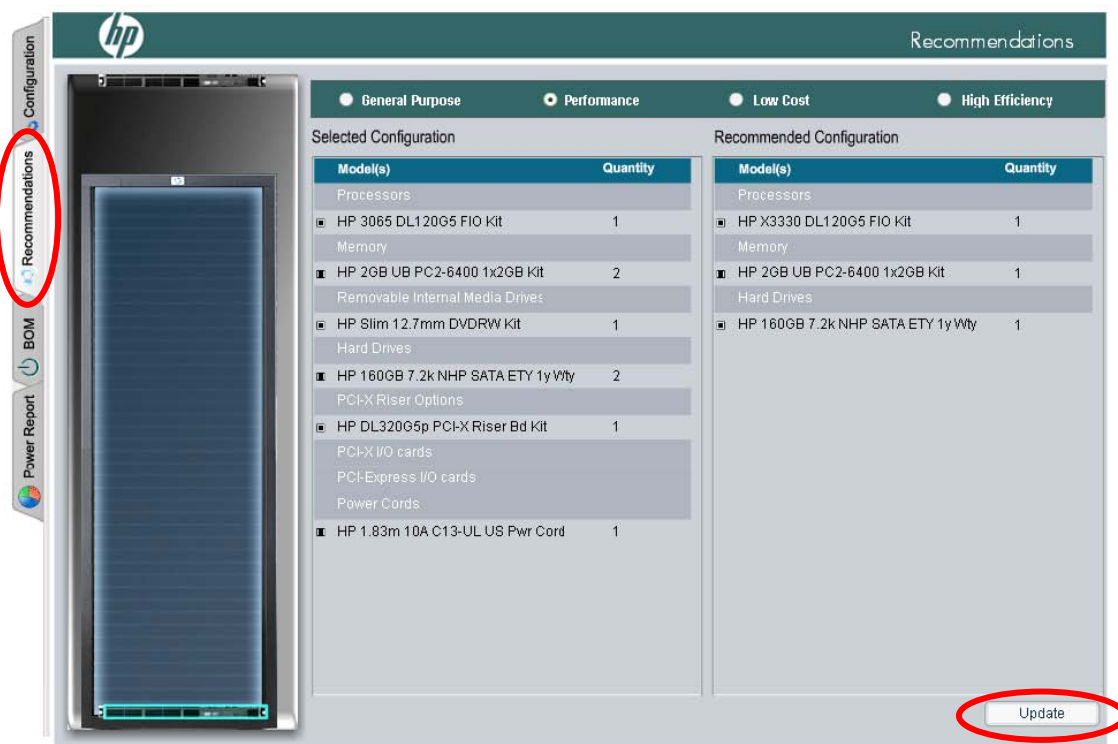 hp
Recommendations
Configuration
Recommendations
BOM
Power Report
General Purpose Performance Low Cost High Efficiency
Selected Configuration
Model(s) Quantity
Processors
HP 3065 DL120G5 FIO Kit 1
Memory
HP 2GB UB PC2-6400 1x2GB Kit 2
Removable Internal Media Drives
HP Slim 12.7mm DVDRW Kit 1
Hard Drives
HP 160GB 7.2k NHP SATA ETY 1y Wty 2
PCI-X Riser Options
HP DL320G5p PCI-X Riser Bd Kit 1
PCI-X I/O cards
PCI-Express I/O cards
Power Cords
HP 1.83m 10A C13-UL US Pwr Cord 1
Recommended Configuration
Model(s) Quantity
Processors
HP X3330 DL120G5 FIO Kit 1
Memory
HP 2GB UB PC2-6400 1x2GB Kit 1
Hard Drives
HP 160GB 7.2k NHP SATA ETY 1y Wty 1
Update